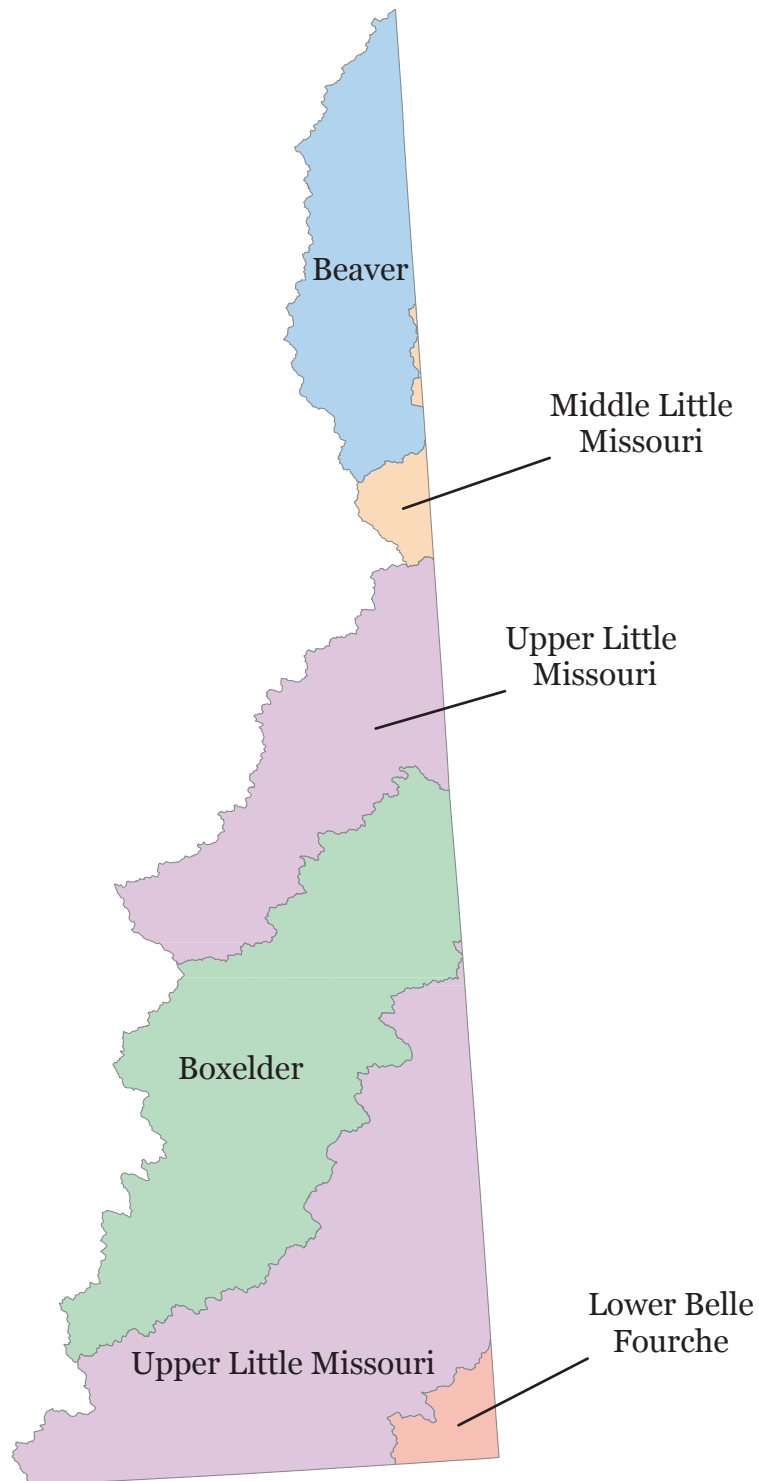 Beaver
Middle Little
Missouri
Upper Little
Missouri
Boxelder
Lower Belle
Fourche
Upper Little Missouri